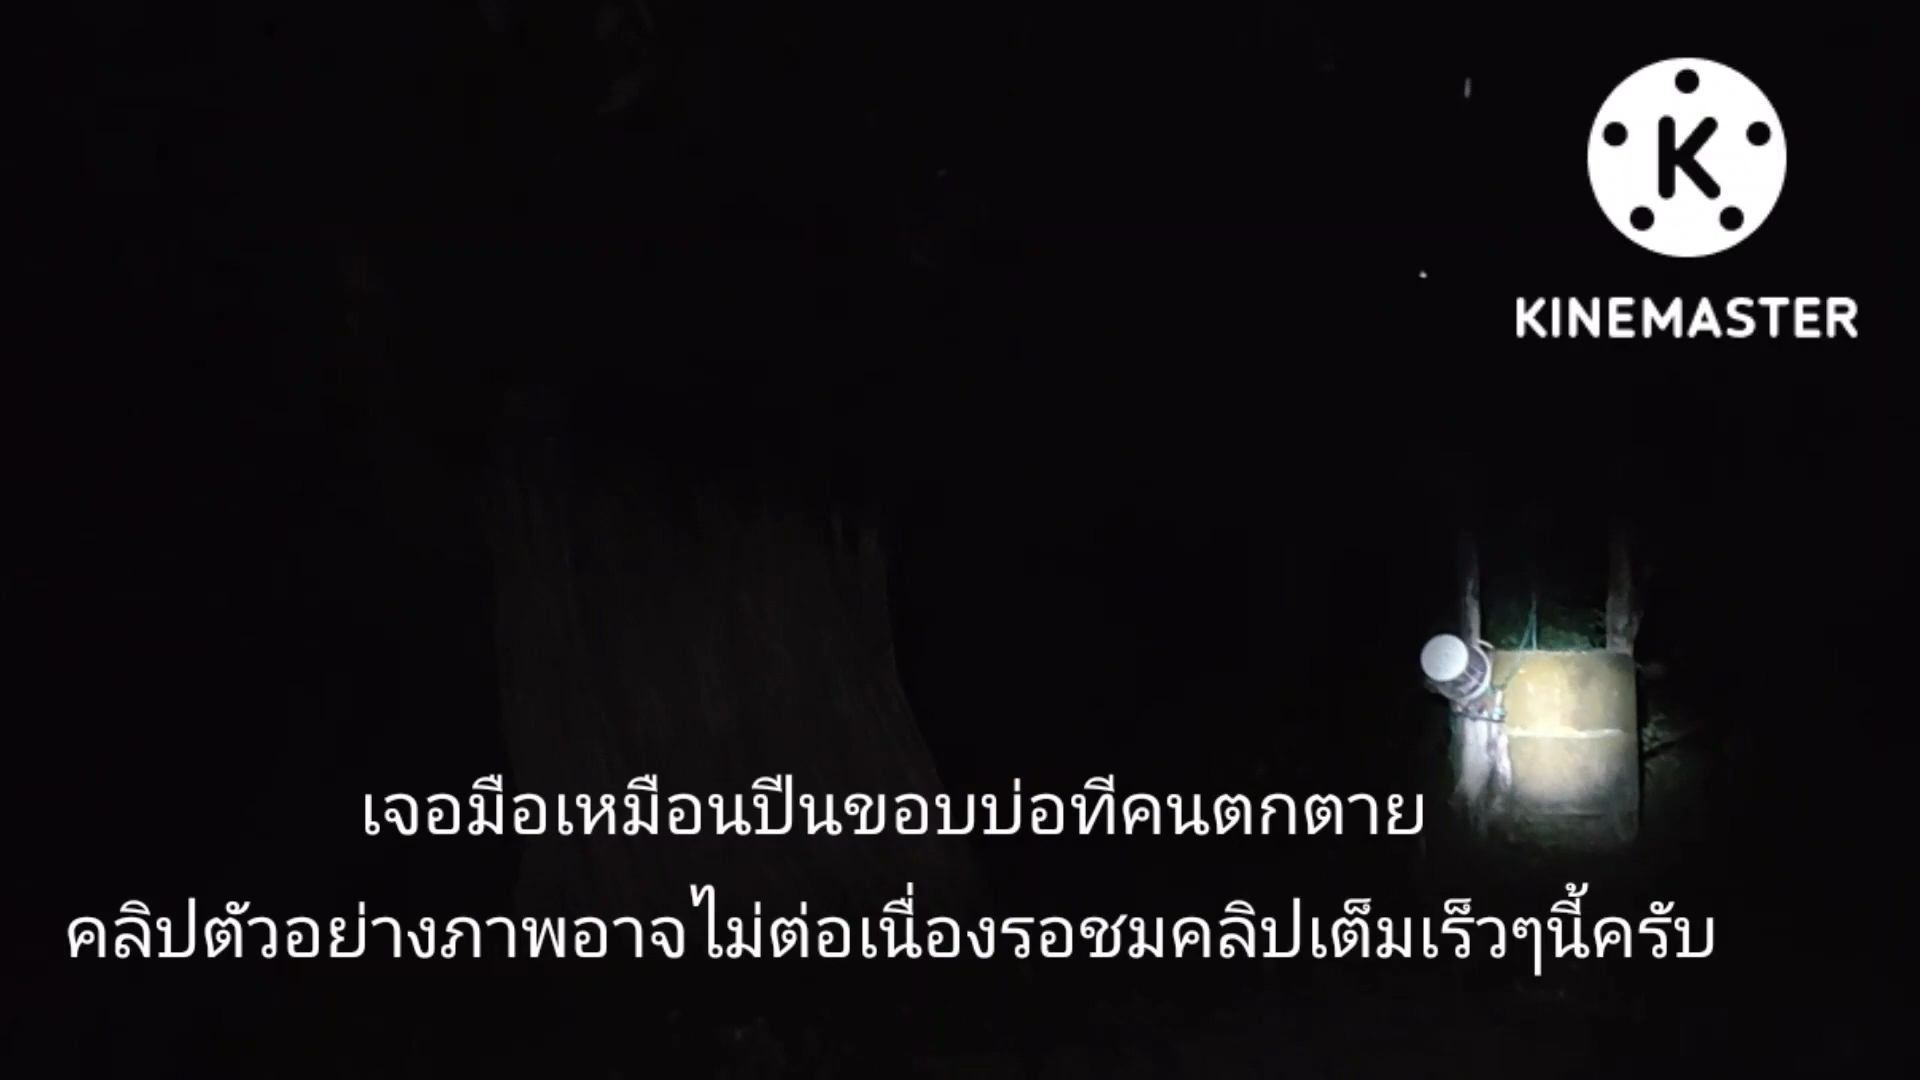 K
KINEMASTER
เจอมือเหมือนปีนขอบบ่อทีคนตกตาย
คลิปตัวอย่างภาพอาจไม่ต่อเนื่องรอชมคลิปเต็มเร็วๆนี้ครับ